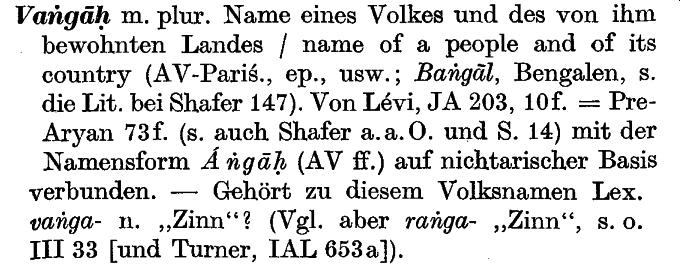 Vaṅgāḥ m. plur. Name eines Volkes und des von ihm
bewohnten Landes / name of a people and of its
country (AV-Pariś., ep., usw.; Baṅgāl, Bengalen, s.
die Lit. bei Shafer 147). Von Lévi, JA 203, 10f. = Pre-
Aryan 73f. (s. auch Shafer a.a.O. und S. 14) mit der
Namensform Á ṅgāḥ (AV ff.) auf nichtarischer Basis
verbunden. — Gehört zu diesem Volksnamen Lex.
vaṅga- n. „Zinn“? (Vgl. aber raṅga- „Zinn“, s. o.
III 33 [und Turner, IAL 653a]).